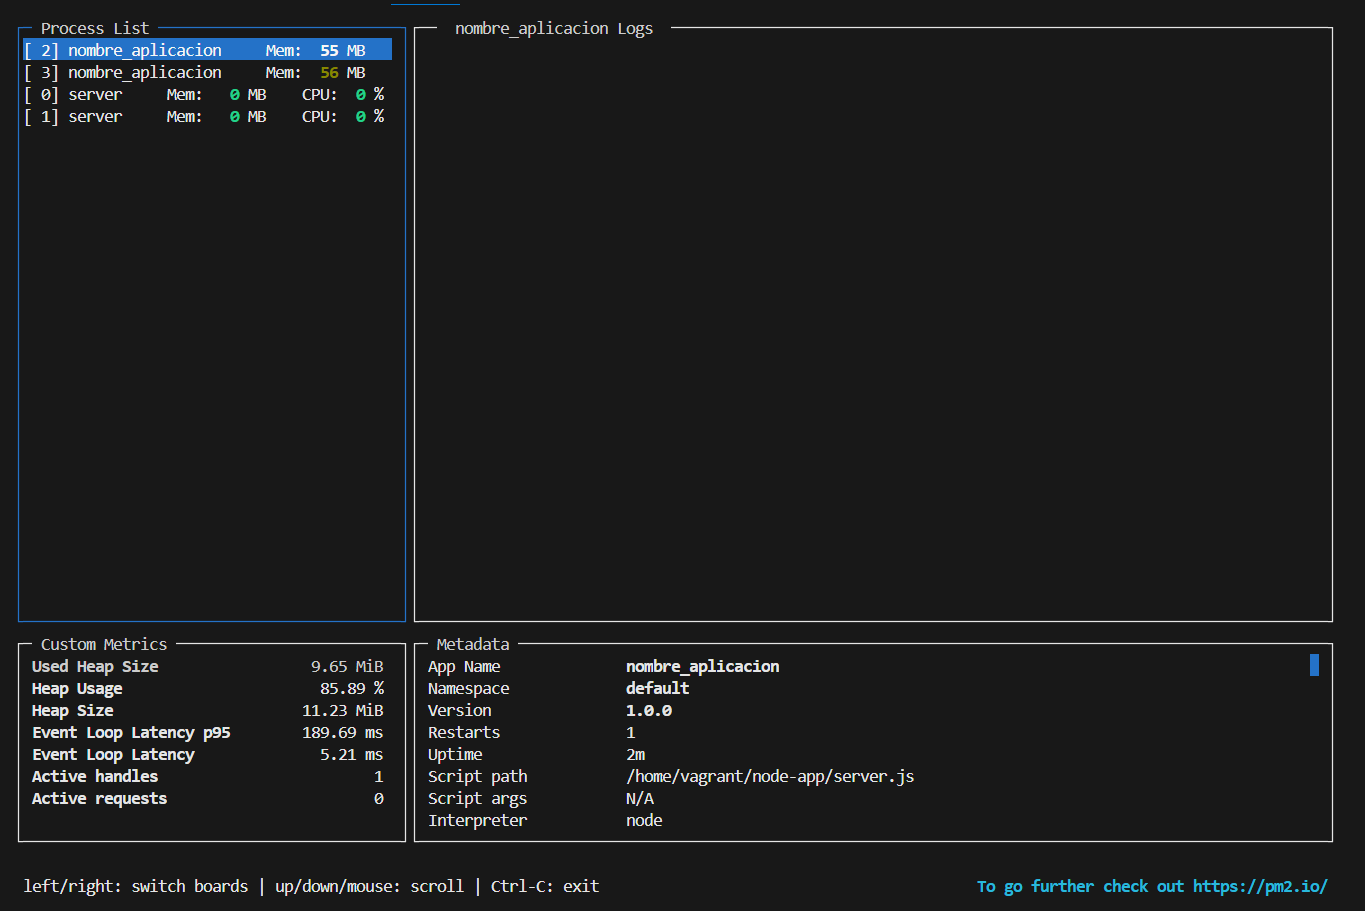 Process List
[ 2] nombre_aplicacion Mem: 55 MB
[ 3] nombre_aplicacion Mem: 56 MB
[ 0] server Mem: 0 MB CPU: 0 %
[ 1] server Mem: 0 MB CPU: 0 %
nombre_aplicacion Logs
Custom Metrics
Used Heap Size 9.65 MiB
Heap Usage 85.89 %
Heap Size 11.23 MiB
Event Loop Latency p95 189.69 ms
Event Loop Latency 5.21 ms
Active handles 1
Active requests 0
Metadata
App Name nombre_aplicacion
Namespace default
Version 1.0.0
Restarts 1
Uptime 2m
Script path /home/vagrant/node-app/server.js
Script args N/A
Interpreter node
left/right: switch boards | up/down/mouse: scroll | Ctrl-C: exit
To go further check out https://pm2.io/